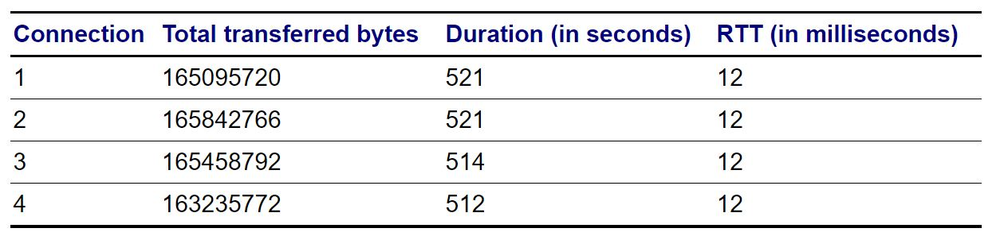 Connection Total transferred bytes Duration (in seconds) RTT (in milliseconds)
1 165095720 521 12
2 165842766 521 12
3 165458792 514 12
4 163235772 512 12